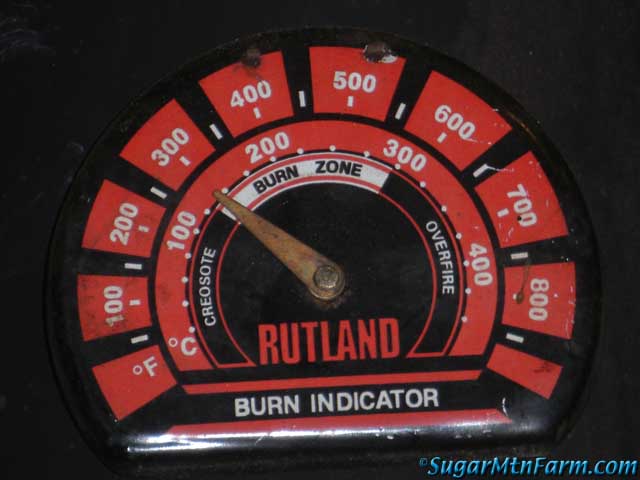 100 200 300 400 500 600 700 800
°F
100 200 300 400
°C
BURN ZONE
CREOSOTE
OVERFIRE
RUTLAND
BURN INDICATOR
©SugarMtnFarm.com